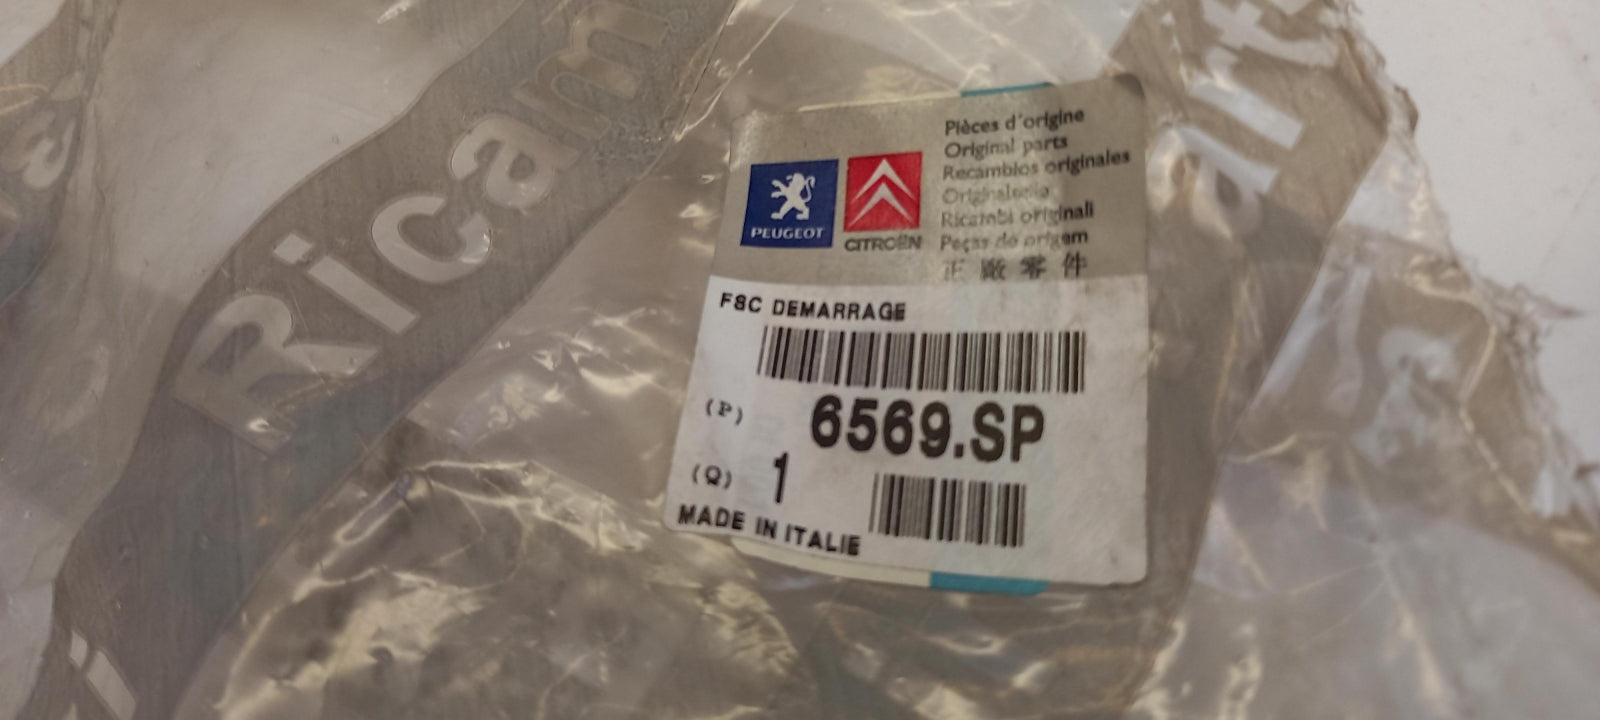 Ricam
Pièces d'origine
Original parts
Recambios originales
Originalteile
Ricambi originali
Peças de origem
正廠零件
PEUGEOT
CITROËN
FSC DEMARRAGE
(P) 6569.SP
(Q) 1
MADE IN ITALIE